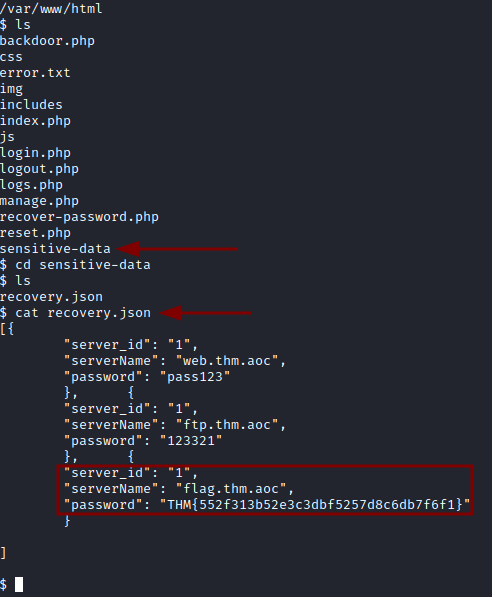 /var/www/html
$ ls
backdoor.php
css
error.txt
img
includes
index.php
js
login.php
logout.php
logs.php
manage.php
recover-password.php
reset.php
sensitive-data
$ cd sensitive-data
$ ls
recovery.json
$ cat recovery.json
[{
        "server_id": "1",
        "serverName": "web.thm.aoc",
        "password": "pass123"
        },      {
        "server_id": "1",
        "serverName": "ftp.thm.aoc",
        "password": "123321"
        },      {
        "server_id": "1",
        "serverName": "flag.thm.aoc",
        "password": "THM{552f313b52e3c3dbf5257d8c6db7f6f1}"
        }
]
$